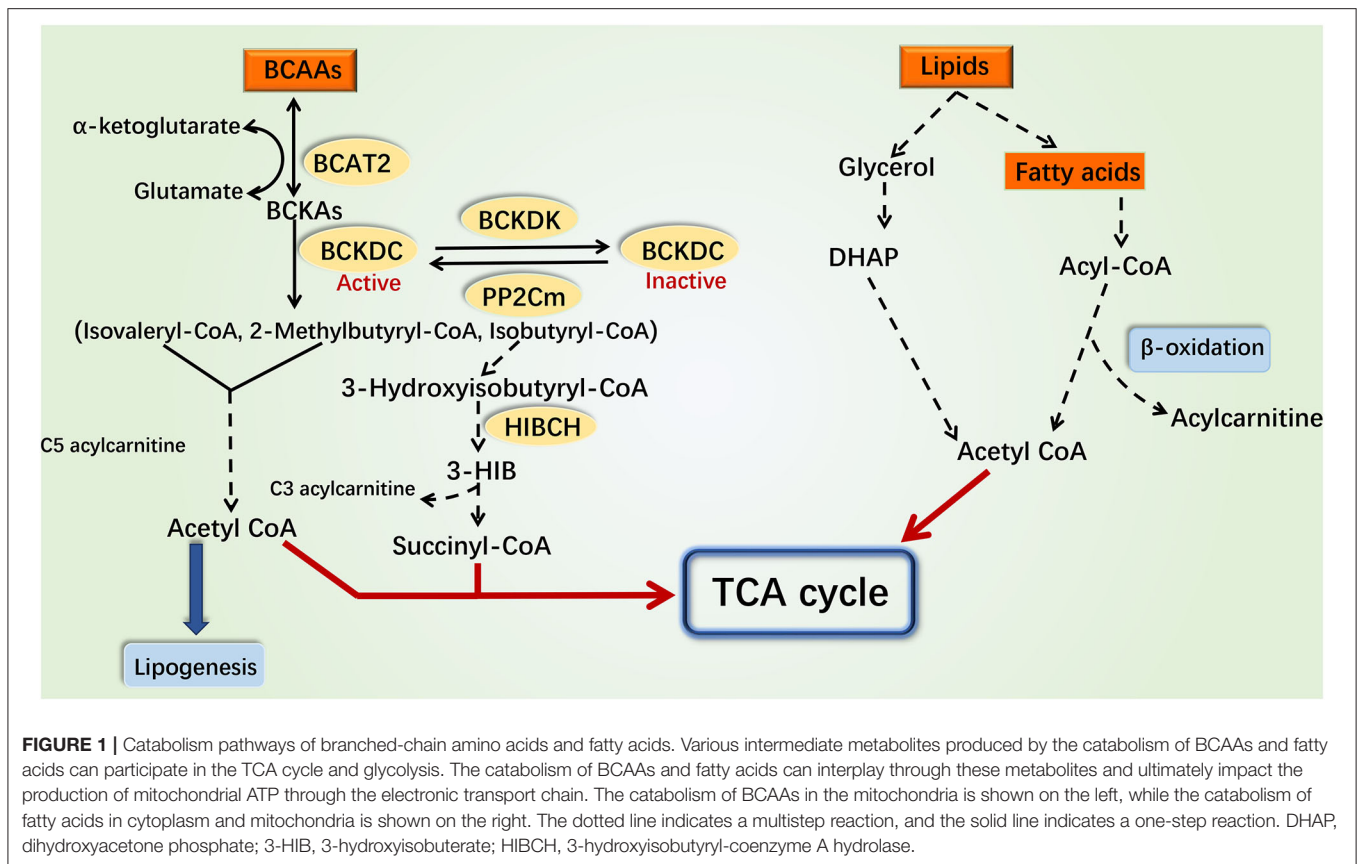 BCAAs
Lipids
α-ketoglutarate
BCAT2
Glycerol
Fatty acids
Glutamate
BCKAs
BCKDK
BCKDC
Active
BCKDC
Inactive
DHAP
Acyl-CoA
PP2Cm
(Isovaleryl-CoA, 2-Methylbutyryl-CoA, Isobutyryl-CoA)
β-oxidation
3-Hydroxyisobutyryl-CoA
HIBCH
Acylcarnitine
C5 acylcarnitine
Acetyl CoA
3-HIB
C3 acylcarnitine
Acetyl CoA
Succinyl-CoA
TCA cycle
Lipogenesis
FIGURE 1 | Catabolism pathways of branched-chain amino acids and fatty acids. Various intermediate metabolites produced by the catabolism of BCAAs and fatty
acids can participate in the TCA cycle and glycolysis. The catabolism of BCAAs and fatty acids can interplay through these metabolites and ultimately impact the
production of mitochondrial ATP through the electronic transport chain. The catabolism of BCAAs in the mitochondria is shown on the left, while the catabolism of
fatty acids in cytoplasm and mitochondria is shown on the right. The dotted line indicates a multistep reaction, and the solid line indicates a one-step reaction. DHAP,
dihydroxyacetone phosphate; 3-HIB, 3-hydroxyisobuterate; HIBCH, 3-hydroxyisobutyryl-coenzyme A hydrolase.